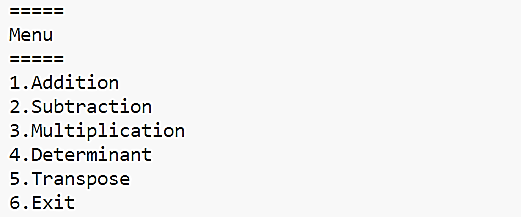 =====
Menu
=====
1.Addition
2.Subtraction
3.Multiplication
4.Determinant
5.Transpose
6.Exit